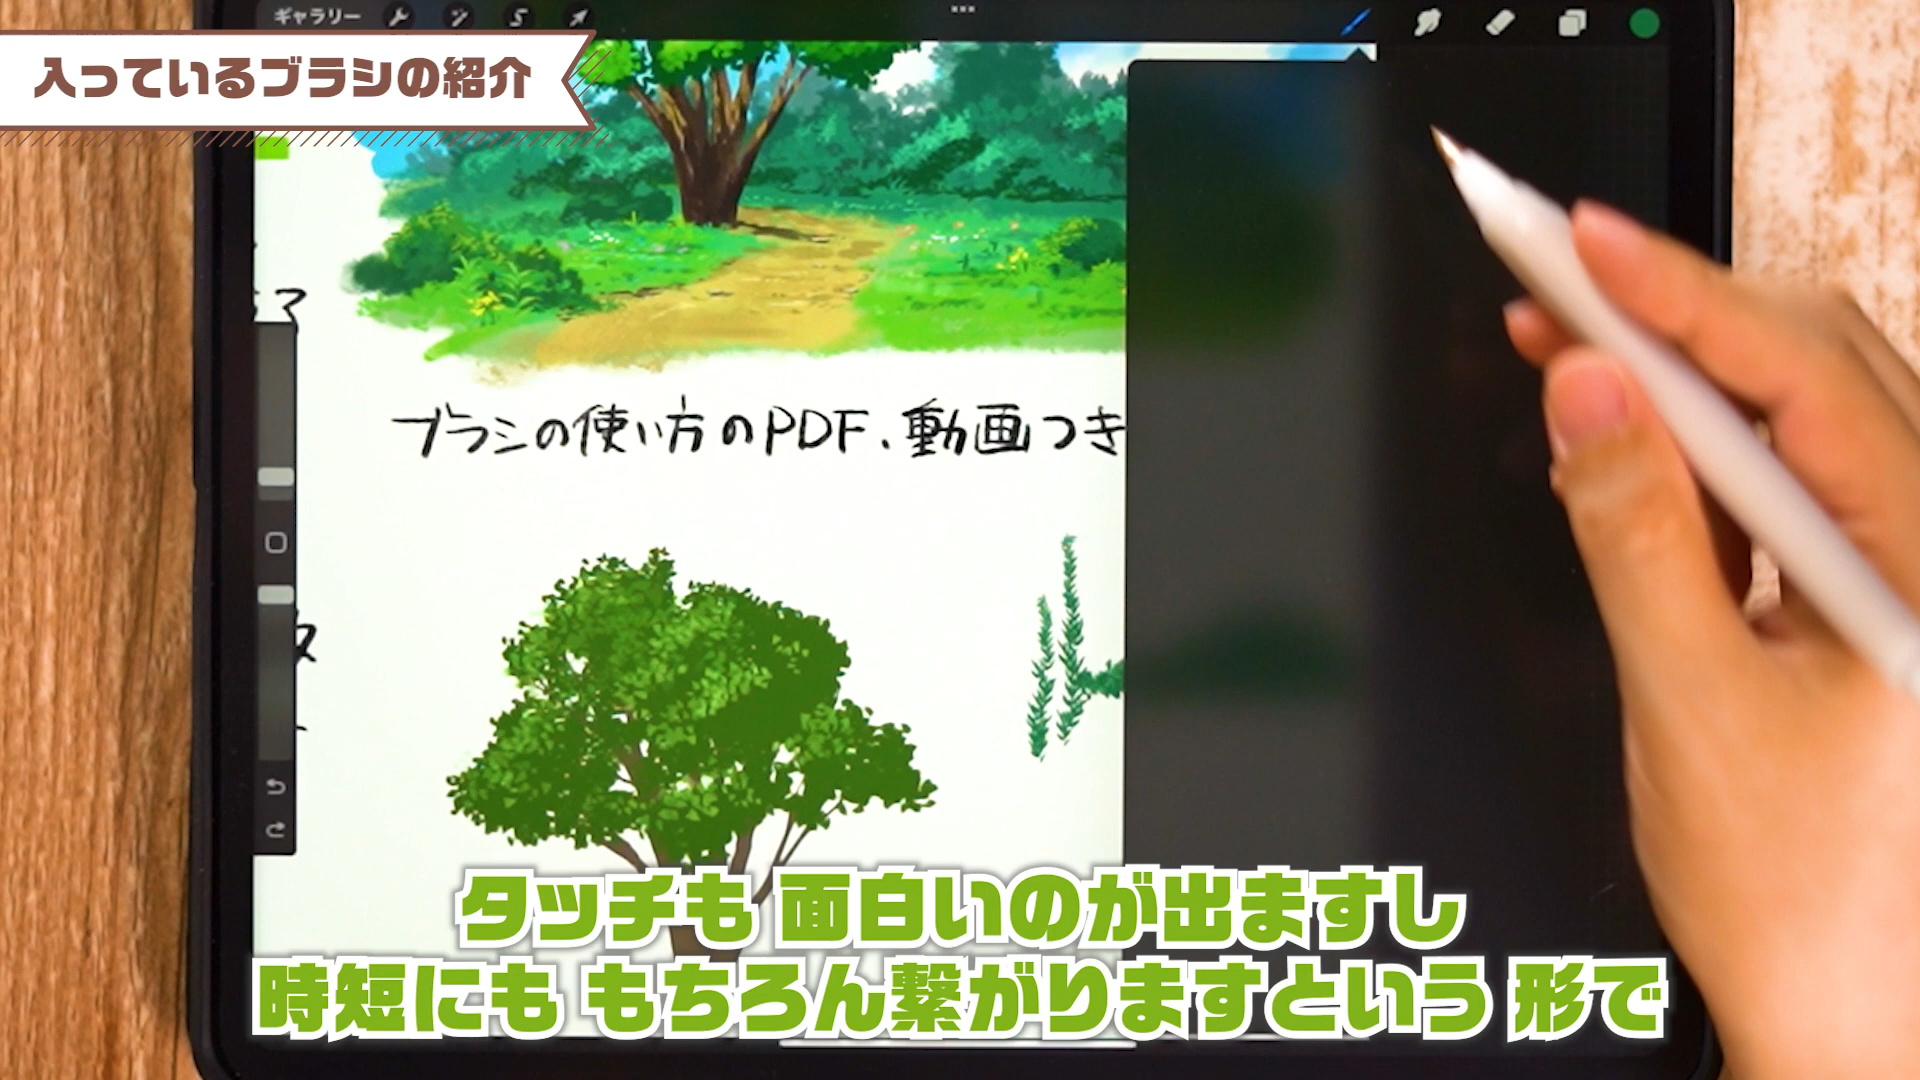 ギャラリー
入っているブラシの紹介
ブラシの使い方のPDF、動画つき
タッチも 面白いのが出ますし
時短にも もちろん繋がりますという 形で